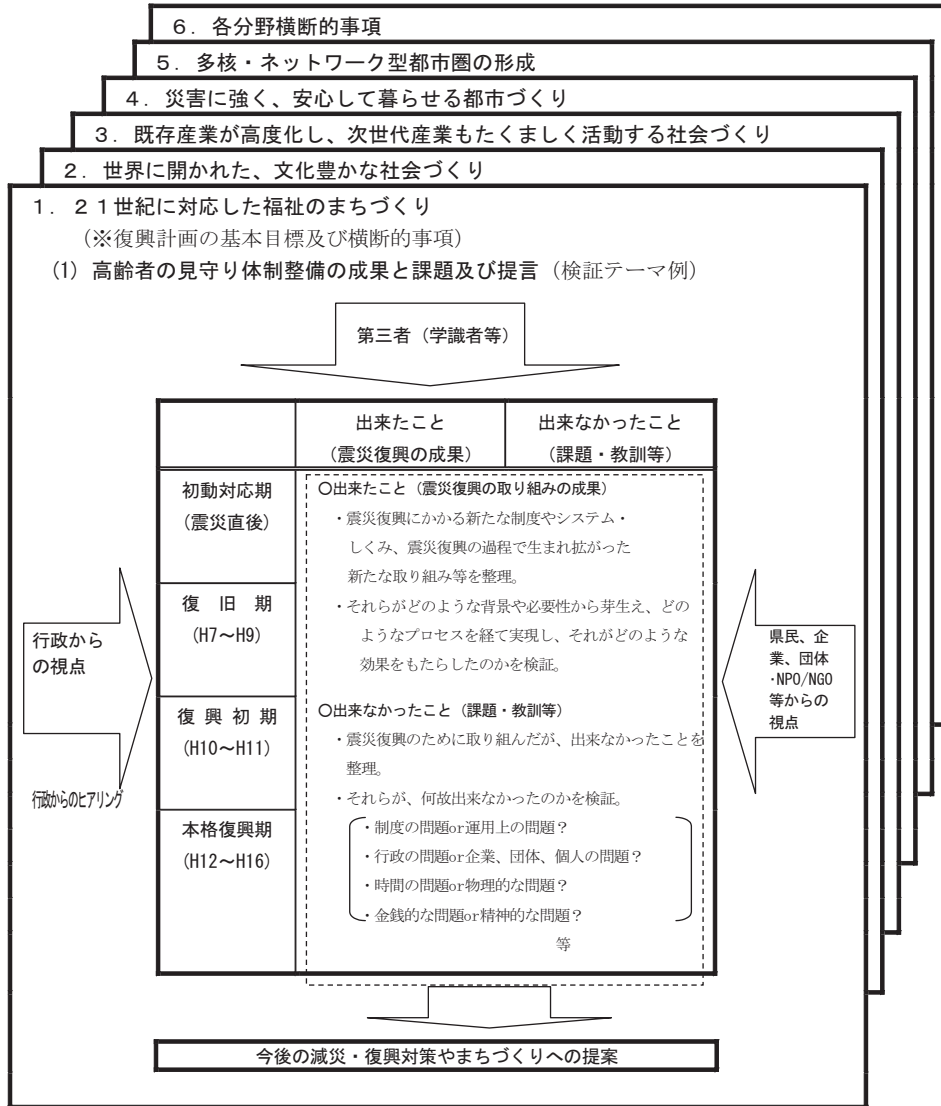 ６．各分野横断的事項
５．多核・ネットワーク型都市圏の形成
４．災害に強く、安心して暮らせる都市づくり
３．既存産業が高度化し、次世代産業もたくましく活動する社会づくり
２．世界に開かれた、文化豊かな社会づくり
１．２１世紀に対応した福祉のまちづくり
（※復興計画の基本目標及び横断的事項）
(1) 高齢者の見守り体制整備の成果と課題及び提言（検証テーマ例）
第三者（学識者等）
出来たこと
（震災復興の成果）
出来なかったこと
（課題・教訓等）
初動対応期
（震災直後）
復　旧　期
（H7～H9）
復 興 初 期
（H10～H11）
本格復興期
（H12～H16）
○出来たこと（震災復興の取り組みの成果）
・震災復興にかかる新たな制度やシステム・
しくみ、震災復興の過程で生まれ拡がった
新たな取り組み等を整理。
・それらがどのような背景や必要性から芽生え、どの
ようなプロセスを経て実現し、それがどのような
効果をもたらしたのかを検証。
○出来なかったこと（課題・教訓等）
・震災復興のために取り組んだが、出来なかったことを
整理。
・それらが、何故出来なかったのかを検証。
・制度の問題or運用上の問題？
・行政の問題or企業、団体、個人の問題？
・時間の問題or物理的な問題？
・金銭的な問題or精神的な問題？
等
行政から
の視点
行政からのヒアリング
県民、企
業、団体
・NPO/NGO
等からの
視点
今後の減災・復興対策やまちづくりへの提案